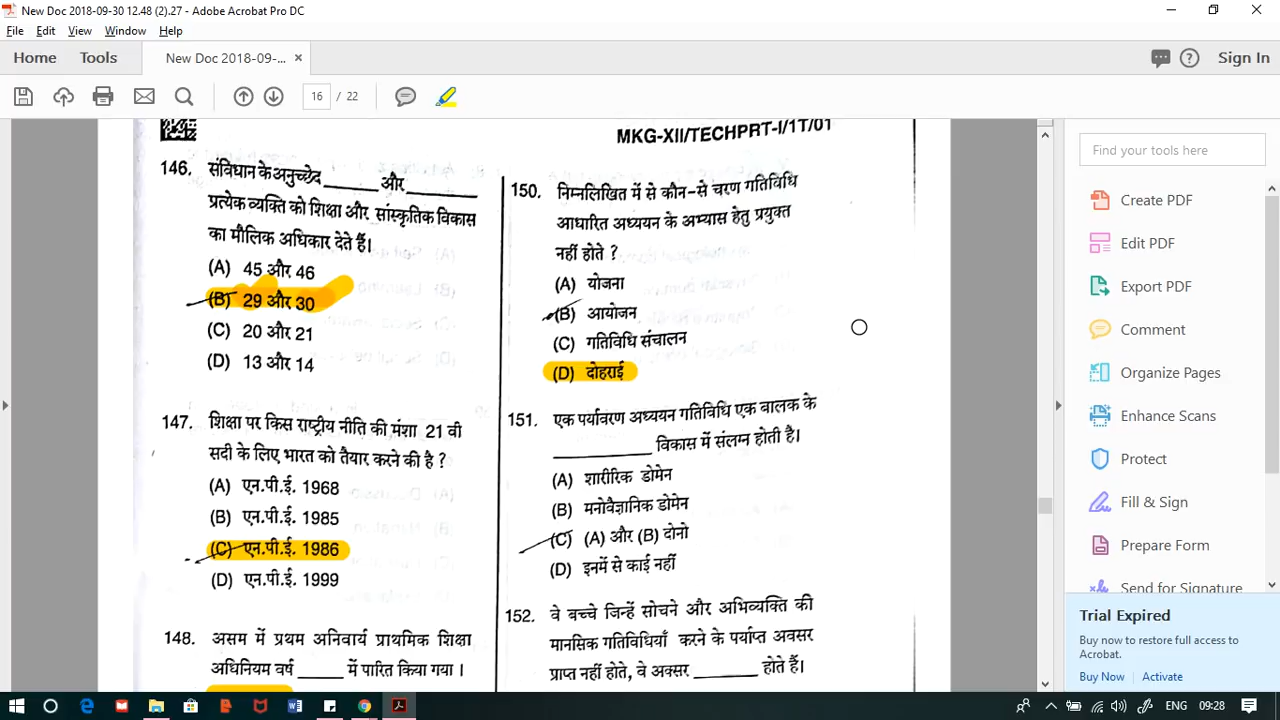 New Doc 2018-09-30 12.48 (2).27 - Adobe Acrobat Pro DC
File Edit View Window Help
Home Tools New Doc 2018-09-... × Sign In
16 / 22
MKG-XII/TECHPRT-I/1T/01
146. संविधान के अनुच्छेद ______ और ________
प्रत्येक व्यक्ति को शिक्षा और सांस्कृतिक विकास
का मौलिक अधिकार देते हैं।
(A) 45 और 46
(B) 29 और 30
(C) 20 और 21
(D) 13 और 14
147. शिक्षा पर किस राष्ट्रीय नीति की मंशा 21 वी
सदी के लिए भारत को तैयार करने की है ?
(A) एन.पी.ई. 1968
(B) एन.पी.ई. 1985
(C) एन.पी.ई. 1986
(D) एन.पी.ई. 1999
148. असम में प्रथम अनिवार्य प्राथमिक शिक्षा
अधिनियम वर्ष _____ में पारित किया गया ।
150. निम्नलिखित में से कौन-से चरण गतिविधि
आधारित अध्ययन के अभ्यास हेतु प्रयुक्त
नहीं होते ?
(A) योजना
(B) आयोजन
(C) गतिविधि संचालन
(D) दोहराई
151. एक पर्यावरण अध्ययन गतिविधि एक बालक के
__________ विकास में संलग्न होती है।
(A) शारीरिक डोमेन
(B) मनोवैज्ञानिक डोमेन
(C) (A) और (B) दोनो
(D) इनमें से काई नहीं
152. वे बच्चे जिन्हें सोचने और अभिव्यक्ति की
मानसिक गतिविधियाँ करने के पर्याप्त अवसर
प्राप्त नहीं होते, वे अक्सर _______ होते हैं।
Find your tools here
Create PDF
Edit PDF
Export PDF
Comment
Organize Pages
Enhance Scans
Protect
Fill & Sign
Prepare Form
Send for Signature
Trial Expired
Buy now to restore full access to
Acrobat.
Buy Now Activate
ENG 09:28